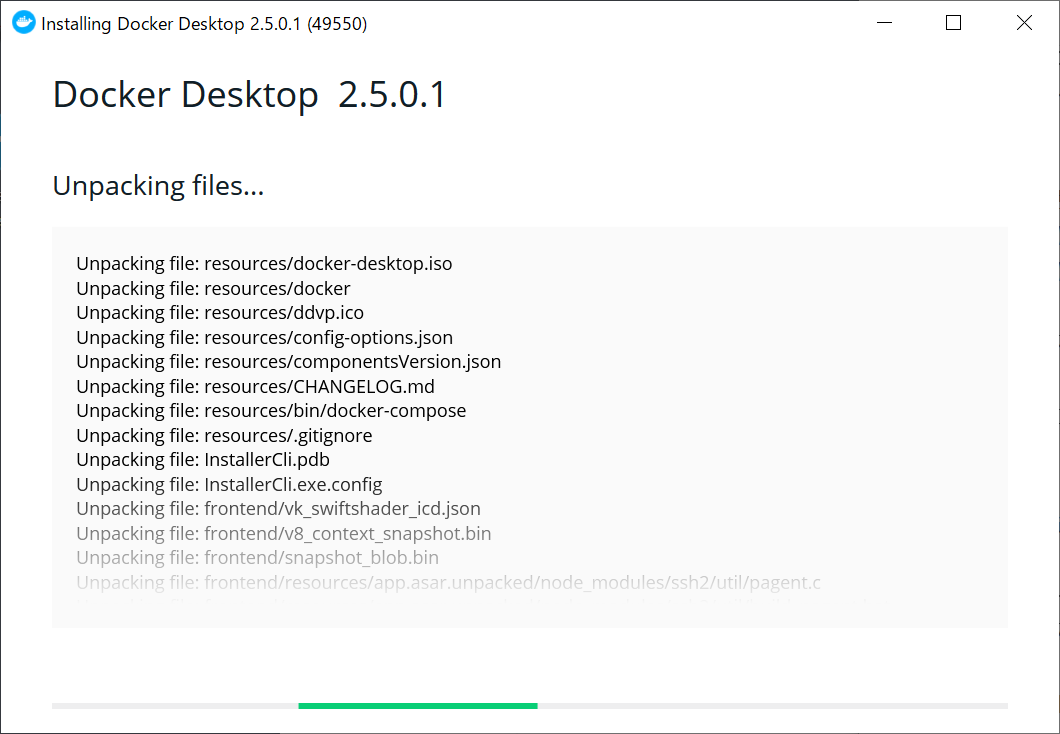 Installing Docker Desktop 2.5.0.1 (49550)
Docker Desktop 2.5.0.1
Unpacking files...
Unpacking file: resources/docker-desktop.iso
Unpacking file: resources/docker
Unpacking file: resources/ddvp.ico
Unpacking file: resources/config-options.json
Unpacking file: resources/componentsVersion.json
Unpacking file: resources/CHANGELOG.md
Unpacking file: resources/bin/docker-compose
Unpacking file: resources/.gitignore
Unpacking file: InstallerCli.pdb
Unpacking file: InstallerCli.exe.config
Unpacking file: frontend/vk_swiftshader_icd.json
Unpacking file: frontend/v8_context_snapshot.bin
Unpacking file: frontend/snapshot_blob.bin
Unpacking file: frontend/resources/app.asar.unpacked/node_modules/ssh2/util/pagent.c